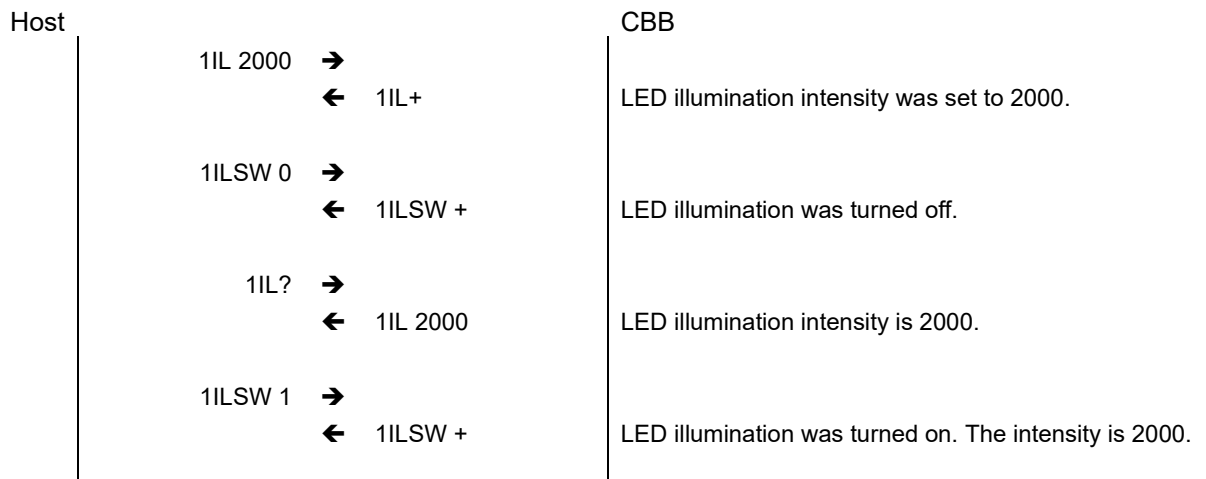 Host CBB
1IL 2000 ➔
🡸 1IL+ LED illumination intensity was set to 2000.
1ILSW 0 ➔
🡸 1ILSW + LED illumination was turned off.
1IL? ➔
🡸 1IL 2000 LED illumination intensity is 2000.
1ILSW 1 ➔
🡸 1ILSW + LED illumination was turned on. The intensity is 2000.